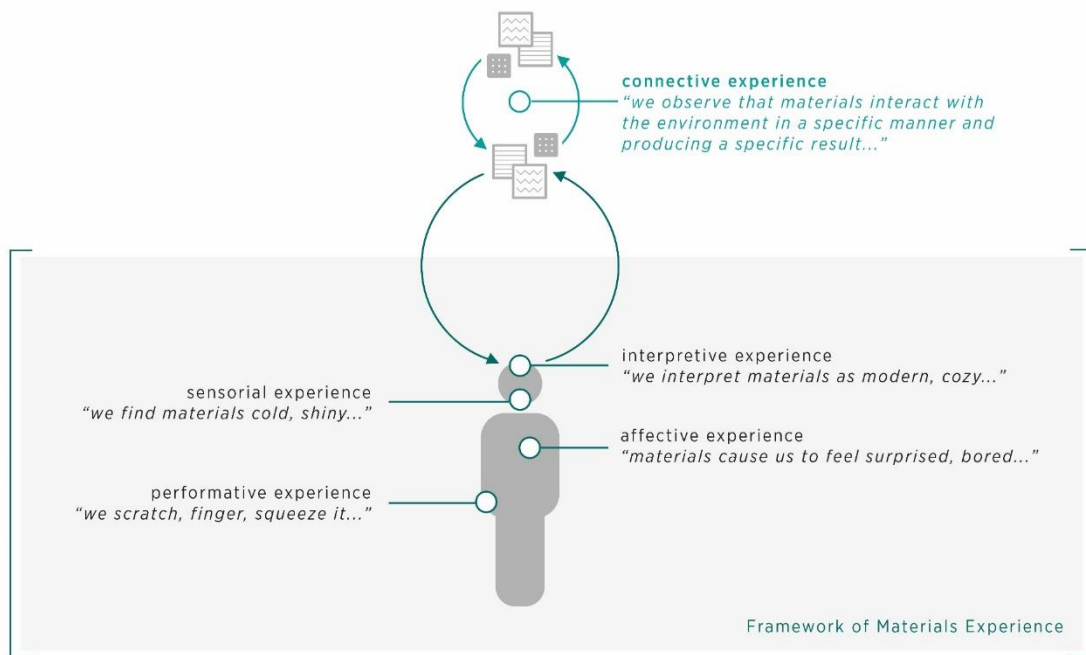 connective experience
“we observe that materials interact with
the environment in a specific manner and
producing a specific result...”
interpretive experience
“we interpret materials as modern, cozy...”
sensorial experience
“we find materials cold, shiny...”
affective experience
“materials cause us to feel surprised, bored...”
performative experience
“we scratch, finger, squeeze it...”
Framework of Materials Experience